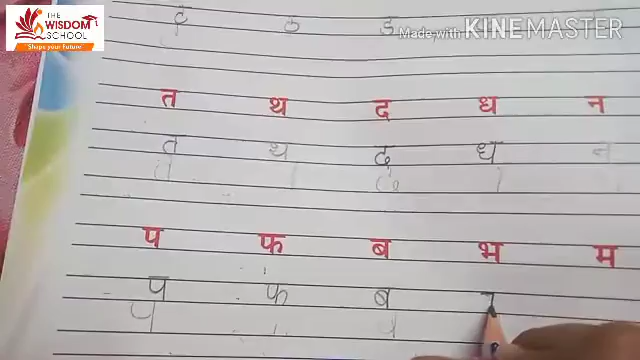 THE
WISDOM
SCHOOL
"Shape your Future"
Made with KINEMASTER
त थ द ध न
त थ द ध न
प फ ब भ म
प फ ब